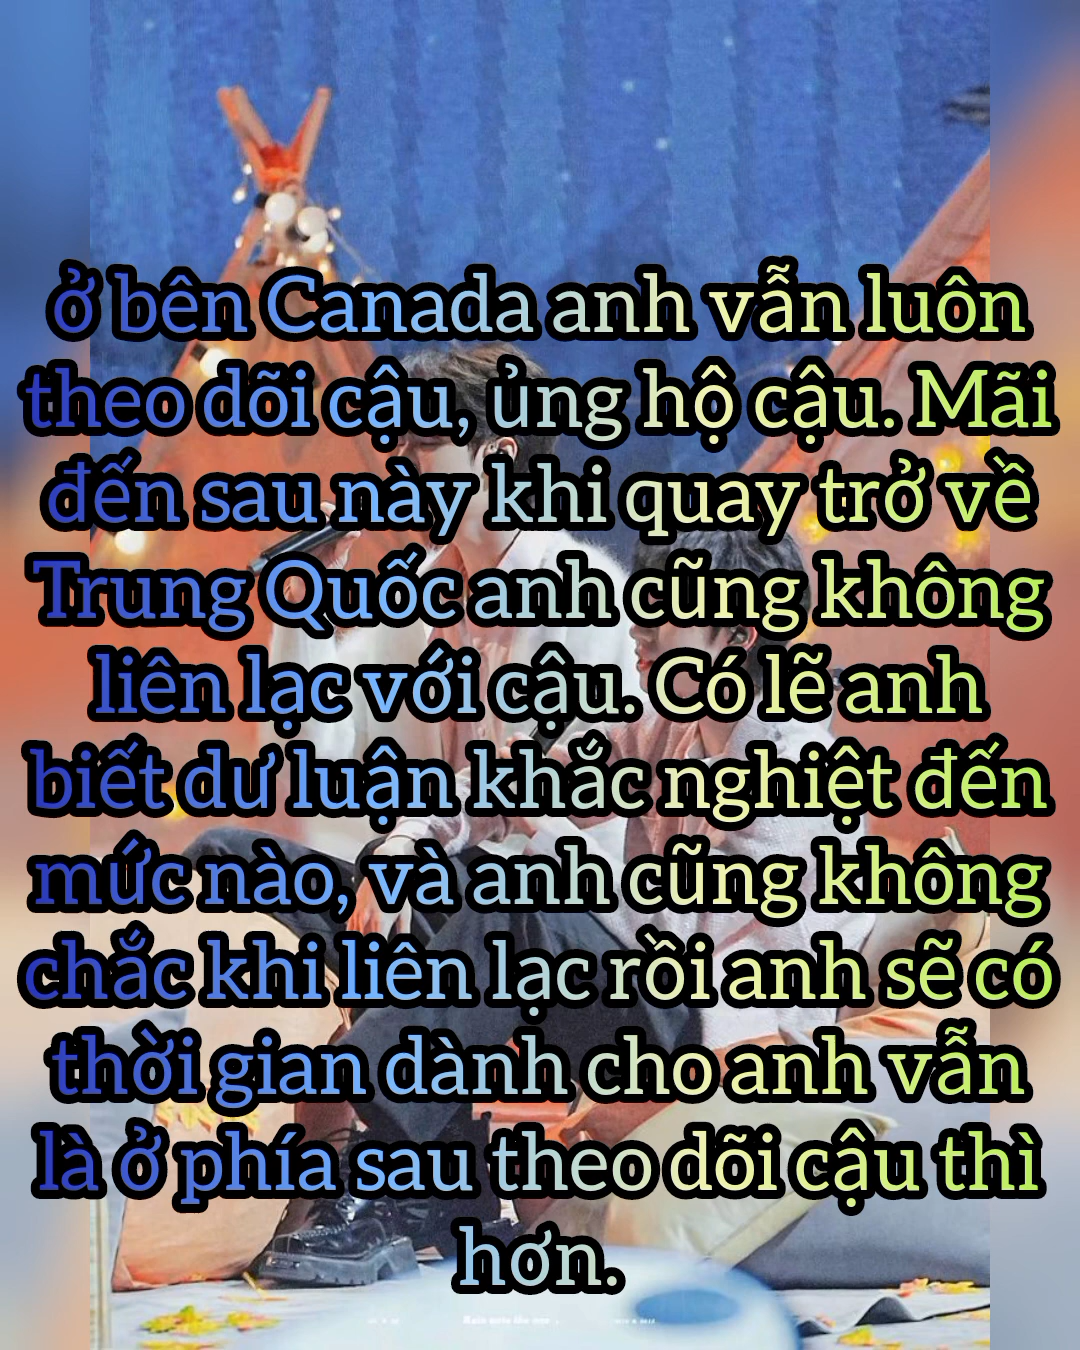 ở bên Canada anh vẫn luôn
theo dõi cậu, ủng hộ cậu. Mãi
đến sau này khi quay trở về
Trung Quốc anh cũng không
liên lạc với cậu. Có lẽ anh
biết dư luận khắc nghiệt đến
mức nào, và anh cũng không
chắc khi liên lạc rồi anh sẽ có
thời gian dành cho anh vẫn
là ở phía sau theo dõi cậu thì
hơn.